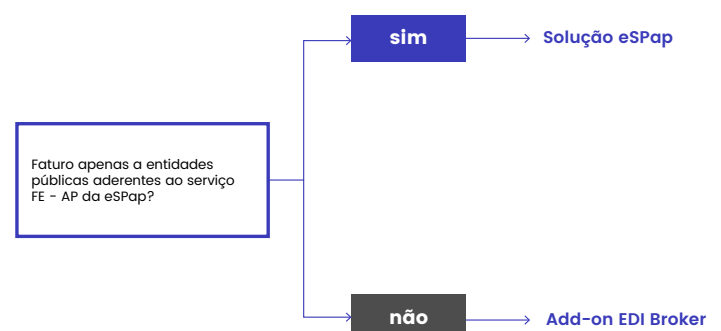 sim
Solução eSPap
Faturo apenas a entidades
públicas aderentes ao serviço
FE - AP da eSPap?
não
Add-on EDI Broker